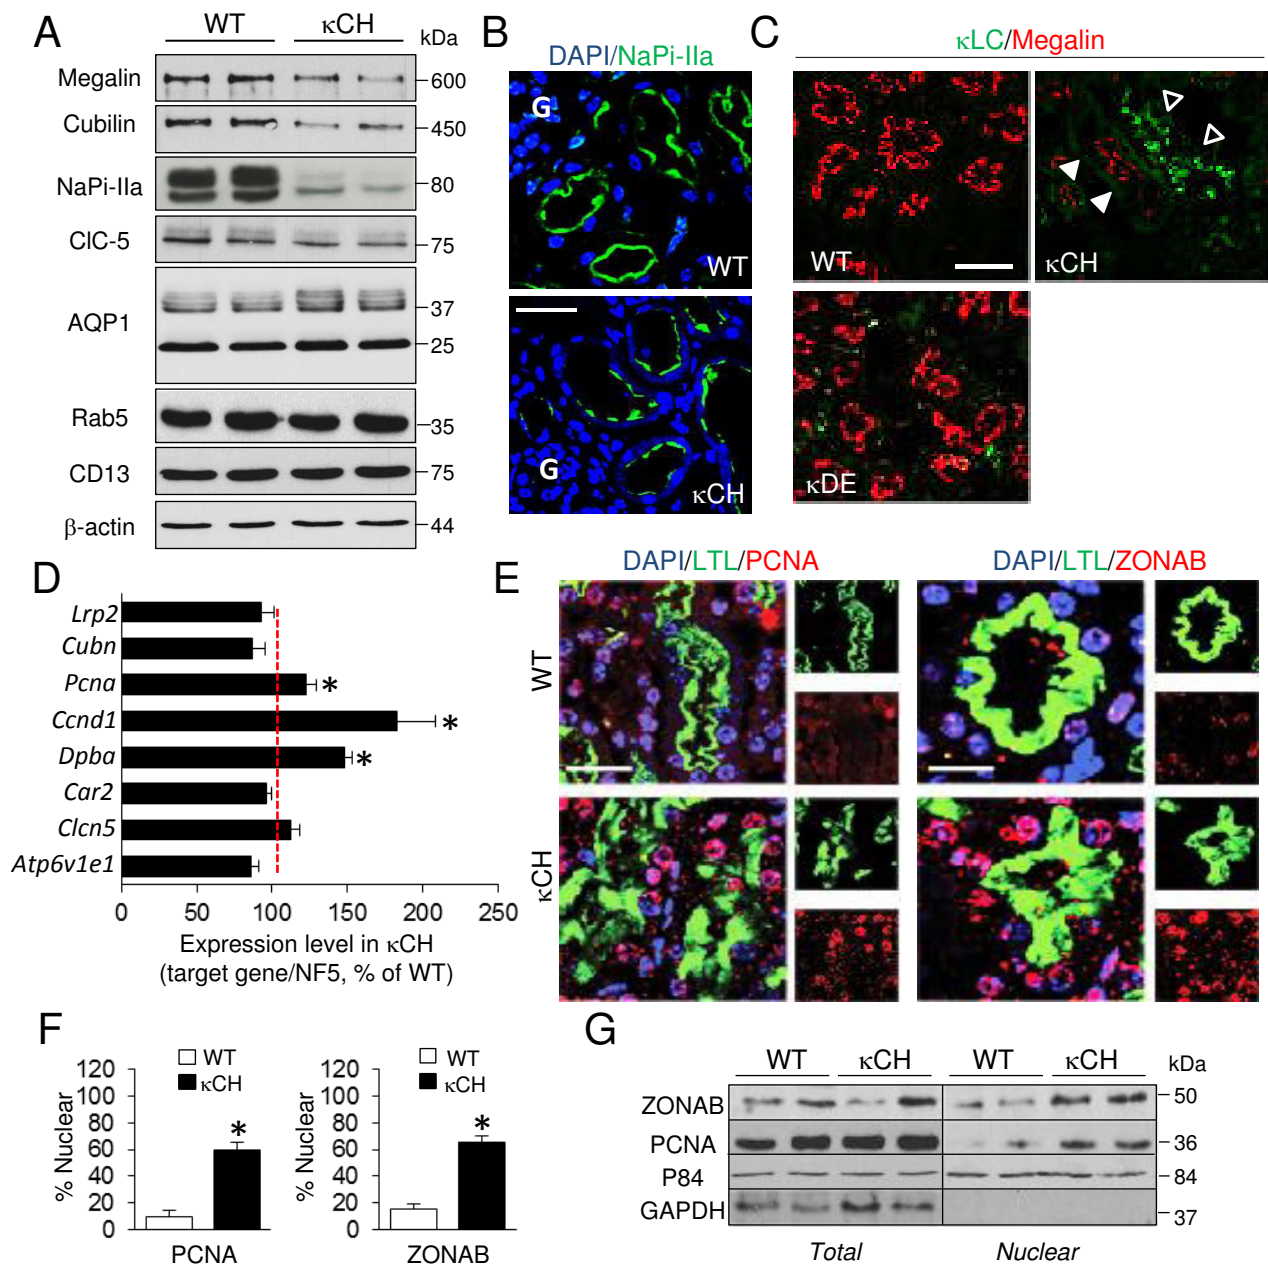 A
WT
κCH
kDa
Megalin
600
Cubilin
450
NaPi-IIa
80
ClC-5
75
AQP1
37
25
Rab5
35
CD13
75
β-actin
44
B
DAPI/NaPi-IIa
G
WT
G
κCH
C
κLC/Megalin
WT
κCH
κDE
D
Lrp2
Cubn
Pcna
*
Ccnd1
*
Dpba
*
Car2
Clcn5
Atp6v1e1
0 50 100 150 200 250
Expression level in κCH
(target gene/NF5, % of WT)
E
DAPI/LTL/PCNA
DAPI/LTL/ZONAB
WT
κCH
F
% Nuclear
120
100
80
60
40
20
0
WT
κCH
*
PCNA
% Nuclear
120
100
80
60
40
20
0
WT
κCH
*
ZONAB
G
WT κCH WT κCH kDa
ZONAB
50
PCNA
36
P84
84
GAPDH
37
Total
Nuclear